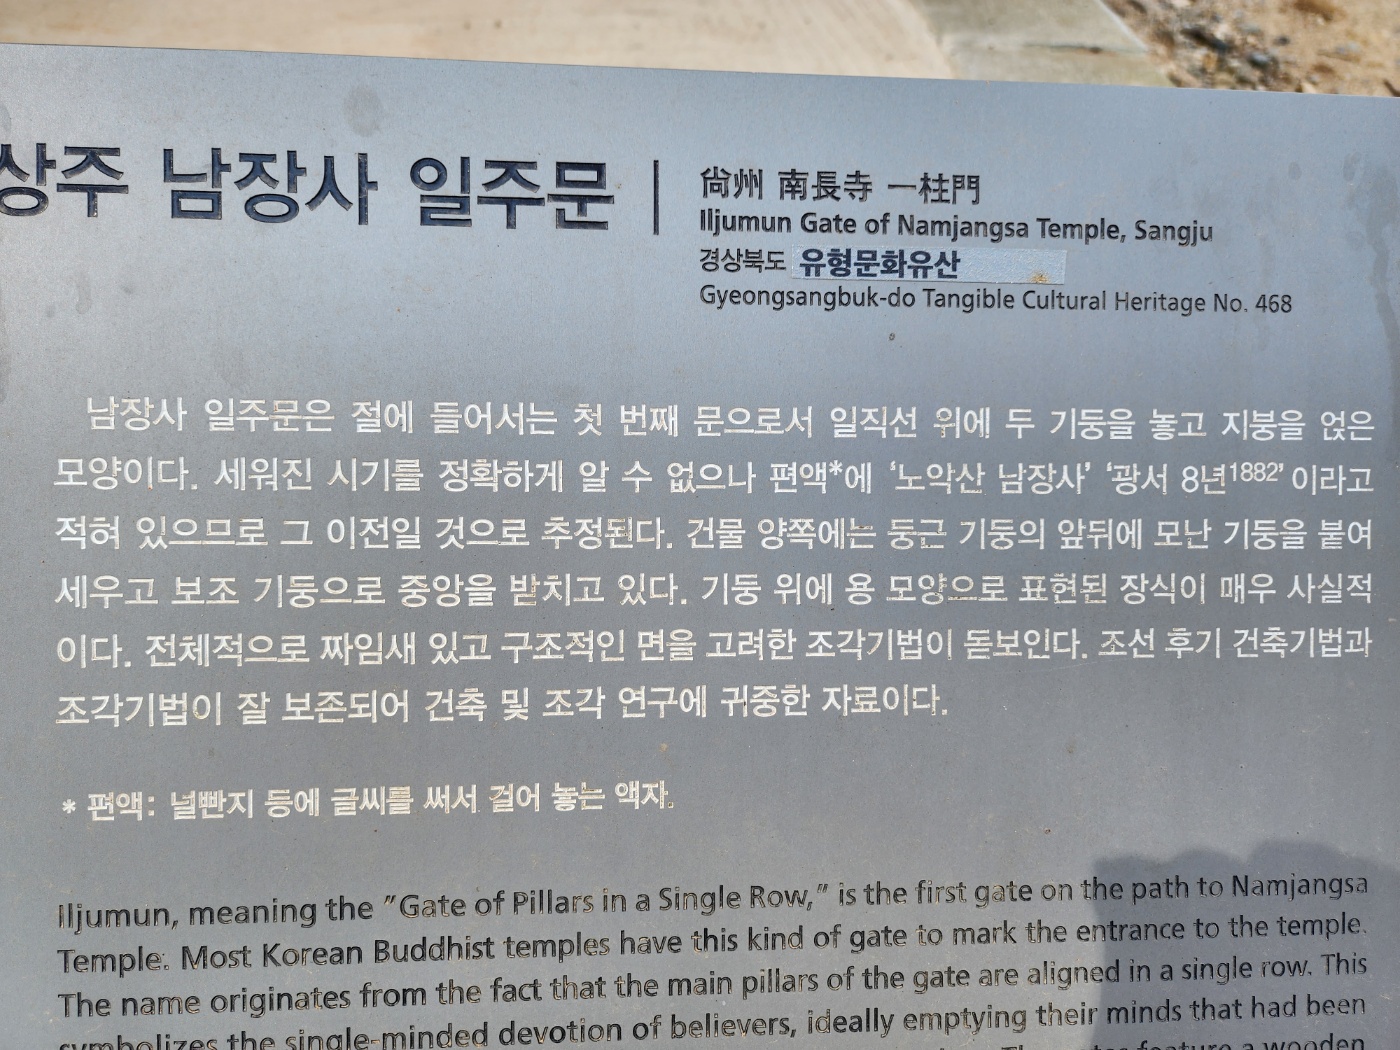 상주 남장사 일주문
尙州 南長寺 一柱門
Iljumun Gate of Namjangsa Temple, Sangju
경상북도 유형문화유산
Gyeongsangbuk-do Tangible Cultural Heritage No. 468
남장사 일주문은 절에 들어서는 첫 번째 문으로서 일직선 위에 두 기둥을 놓고 지붕을 얹은
모양이다. 세워진 시기를 정확하게 알 수 없으나 편액*에 ‘노악산 남장사’ ‘광서 8년1882’ 이라고
적혀 있으므로 그 이전일 것으로 추정된다. 건물 양쪽에는 둥근 기둥의 앞뒤에 모난 기둥을 붙여
세우고 보조 기둥으로 중앙을 받치고 있다. 기둥 위에 용 모양으로 표현된 장식이 매우 사실적
이다. 전체적으로 짜임새 있고 구조적인 면을 고려한 조각기법이 돋보인다. 조선 후기 건축기법과
조각기법이 잘 보존되어 건축 및 조각 연구에 귀중한 자료이다.
* 편액: 널빤지 등에 글씨를 써서 걸어 놓는 액자.
Iljumun, meaning the "Gate of Pillars in a Single Row," is the first gate on the path to Namjangsa
Temple. Most Korean Buddhist temples have this kind of gate to mark the entrance to the temple.
The name originates from the fact that the main pillars of the gate are aligned in a single row. This
symbolizes the single-minded devotion of believers, ideally emptying their minds that had been
feature a wooden